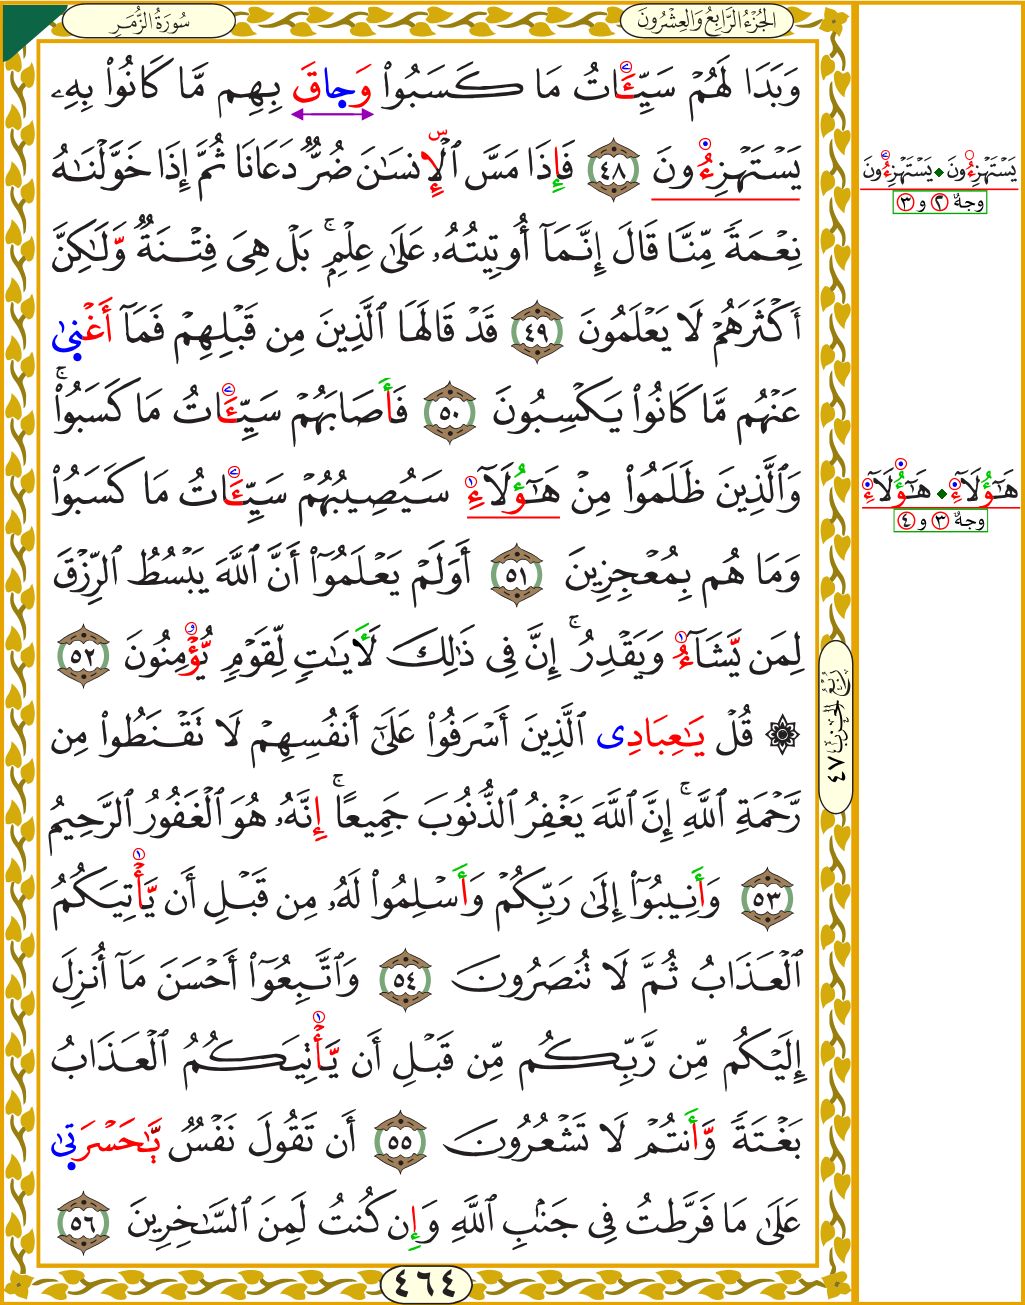 الجُزْءُ الرَّابِعُ وَالعِشْرُونَ
سُورَةُ الزُّمَرِ
وَبَدَا لَهُمْ سَيِّـَٔاتُ مَا كَسَبُوا۟ وَحاقَ بِهِم مَّا كَانُوا۟ بِهِۦ
يَسْتَهْزِءُونَ ٤٨ فَإِذَا مَسَّ ٱلْإِنسَـٰنَ ضُرٌّ دَعَانَا ثُمَّ إِذَا خَوَّلْنَـٰهُ
نِعْمَةً مِّنَّا قَالَ إِنَّمَآ أُوتِيتُهُۥ عَلَىٰ عِلْمٍۭ ۚ بَلْ هِىَ فِتْنَةٌ وَّلَـٰكِنَّ
أَكْثَرَهُمْ لَا يَعْلَمُونَ ٤٩ قَدْ قَالَهَا ٱلَّذِينَ مِن قَبْلِهِمْ فَمَآ أَغْنىٰ
عَنْهُم مَّا كَانُوا۟ يَكْسِبُونَ ٥٠ فَأَصَابَهُمْ سَيِّـَٔاتُ مَا كَسَبُوا۟ ۚ
وَٱلَّذِينَ ظَلَمُوا۟ مِنْ هَـٰٓؤُلَآءِ سَيُصِيبُهُمْ سَيِّـَٔاتُ مَا كَسَبُوا۟
وَمَا هُم بِمُعْجِزِينَ ٥١ أَوَلَمْ يَعْلَمُوٓا۟ أَنَّ ٱللَّهَ يَبْسُطُ ٱلرِّزْقَ
لِمَن يَّشَآءُ وَيَقْدِرُ ۚ إِنَّ فِى ذَٰلِكَ لَأَيَـٰتٍ لِّقَوْمٍ يُّؤْمِنُونَ ٥٢
۞ قُلْ يَـٰعِبَادِى ٱلَّذِينَ أَسْرَفُوا۟ عَلَىٰٓ أَنفُسِهِمْ لَا تَقْنَطُوا۟ مِن
رَّحْمَةِ ٱللَّهِ ۚ إِنَّ ٱللَّهَ يَغْفِرُ ٱلذُّنُوبَ جَمِيعًا ۚ إِنَّهُۥ هُوَ ٱلْغَفُورُ ٱلرَّحِيمُ
٥٣ وَأَنِيبُوٓا۟ إِلَىٰ رَبِّكُمْ وَأَسْلِمُوا۟ لَهُۥ مِن قَبْلِ أَن يَّأْتِيَكُمُ
ٱلْعَذَابُ ثُمَّ لَا تُنصَرُونَ ٥٤ وَٱتَّبِعُوٓا۟ أَحْسَنَ مَآ أُنزِلَ
إِلَيْكُم مِّن رَّبِّكُم مِّن قَبْلِ أَن يَّأْتِيَكُمُ ٱلْعَذَابُ
بَغْتَةً وَّأَنتُمْ لَا تَشْعُرُونَ ٥٥ أَن تَقُولَ نَفْسٌ يَّـٰحَسْرَتىٰ
عَلَىٰ مَا فَرَّطتُ فِى جَنۢبِ ٱللَّهِ وَإِن كُنتُ لَمِنَ ٱلسَّـٰخِرِينَ ٥٦
٤٦٤
يَسْتَهْزِءُونَ ◆ يَسْتَهْزِءُونَ
وجهُ ٢ و ٣
هَـٰٓؤُلَآءِ ◆ هَـٰٓؤُلَآءِ
وجهُ ٣ و ٤
رُبْعُ الحِزْبِ ٤٧